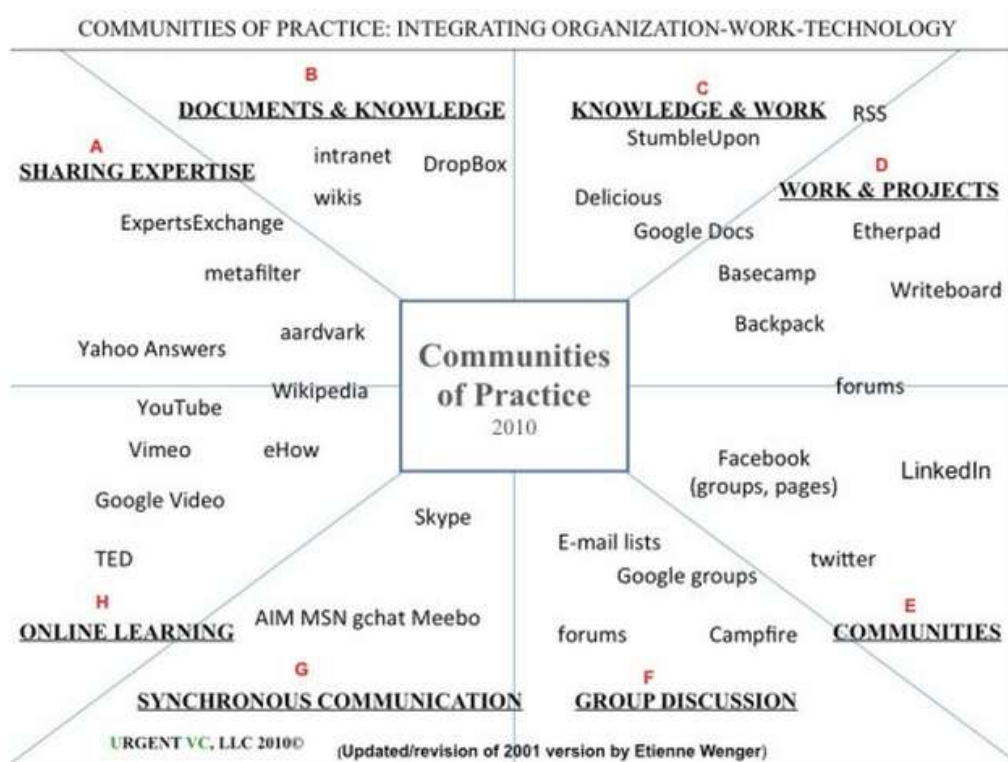 COMMUNITIES OF PRACTICE: INTEGRATING ORGANIZATION-WORK-TECHNOLOGY
A
SHARING EXPERTISE
ExpertsExchange
metafilter
aardvark
Yahoo Answers
Wikipedia
B
DOCUMENTS & KNOWLEDGE
intranet
DropBox
wikis
C
KNOWLEDGE & WORK
StumbleUpon
RSS
Delicious
Google Docs
D
WORK & PROJECTS
Etherpad
Basecamp
Writeboard
Backpack
forums
Communities
of Practice
2010
Facebook
(groups, pages)
LinkedIn
twitter
E
COMMUNITIES
E-mail lists
Google groups
forums
Campfire
F
GROUP DISCUSSION
Skype
AIM MSN gchat Meebo
G
SYNCHRONOUS COMMUNICATION
YouTube
Vimeo
eHow
Google Video
TED
H
ONLINE LEARNING
URGENT VC, LLC 2010©
(Updated/revision of 2001 version by Etienne Wenger)